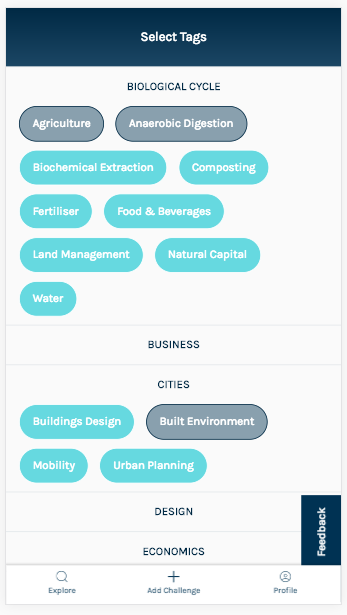 Select Tags
BIOLOGICAL CYCLE
Agriculture
Anaerobic Digestion
Biochemical Extraction
Composting
Fertiliser
Food & Beverages
Land Management
Natural Capital
Water
BUSINESS
CITIES
Buildings Design
Built Environment
Mobility
Urban Planning
DESIGN
ECONOMICS
Feedback
Explore
Add Challenge
Profile